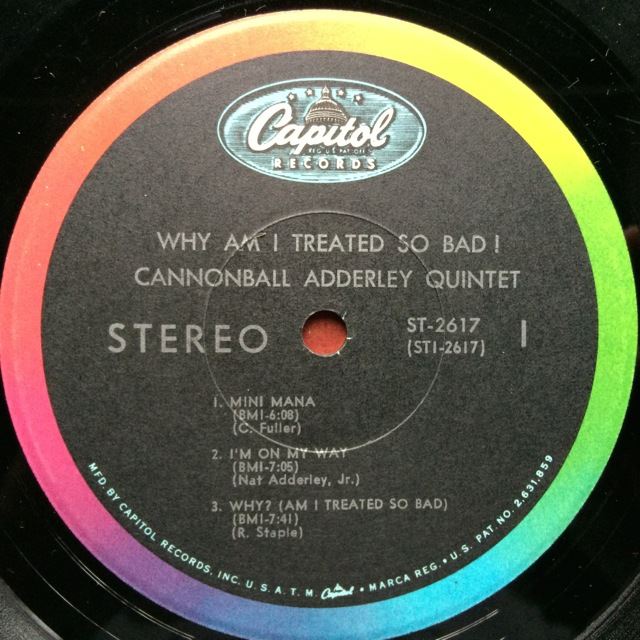 Capitol
REG. U.S. PAT. OFF.
RECORDS
WHY AM I TREATED SO BAD!
CANNONBALL ADDERLEY QUINTET
STEREO
ST-2617
(ST1-2617)
1
1. MINI MANA
(BMI-6:08)
(C. Fuller)
2. I'M ON MY WAY
(BMI-7:05)
(Nat Adderley, Jr.)
3. WHY? (AM I TREATED SO BAD)
(BMI-7:41)
(R. Staple)
MFD. BY CAPITOL RECORDS, INC. U.S.A. T.M. Capitol • MARCA REG. • U.S. PAT. NO. 2,631,859